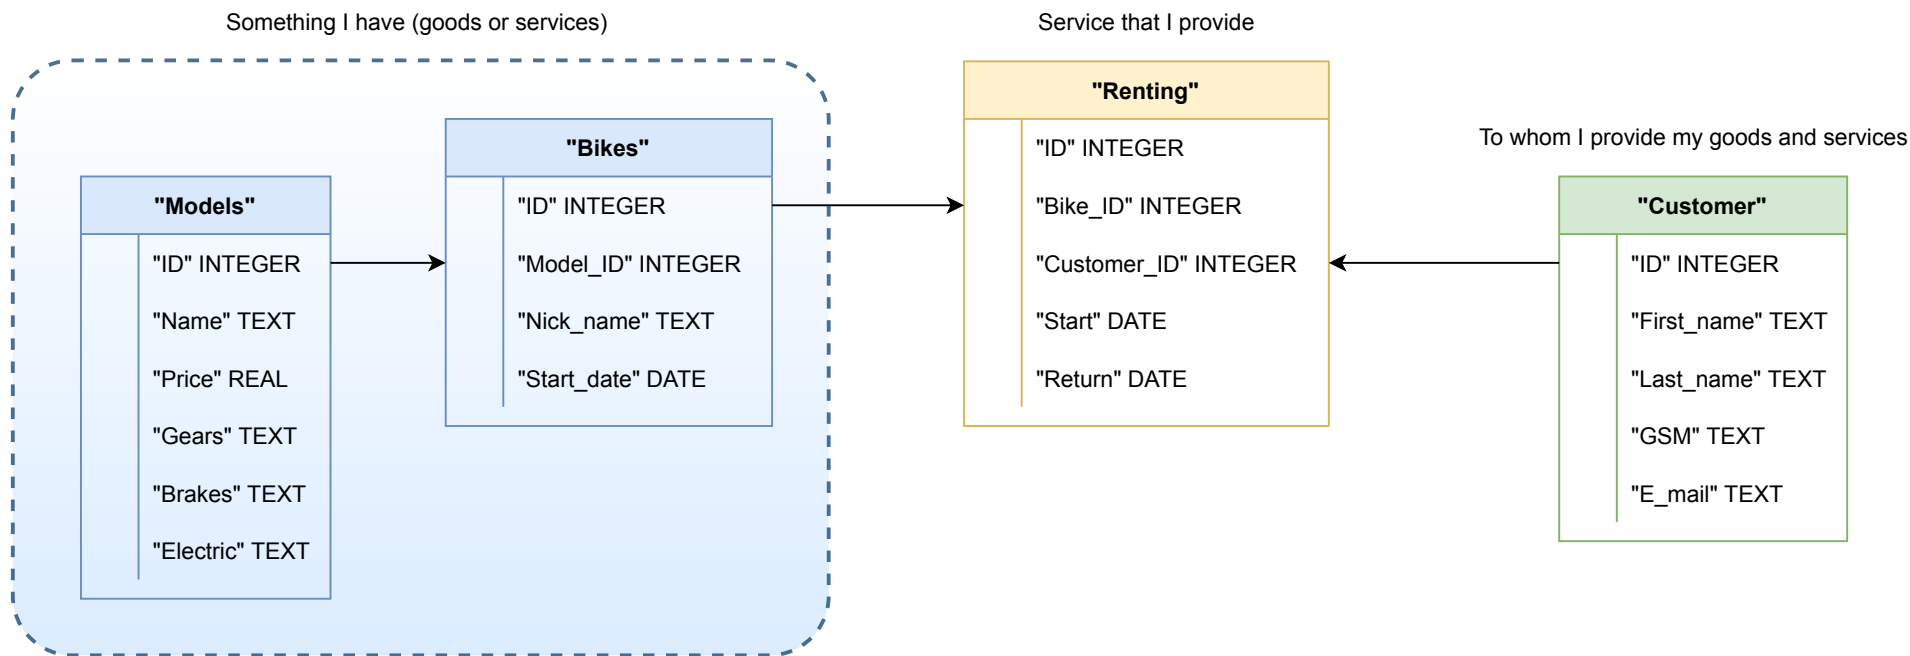 Something I have (goods or services)
Service that I provide
To whom I provide my goods and services
"Models"
"ID" INTEGER
"Name" TEXT
"Price" REAL
"Gears" TEXT
"Brakes" TEXT
"Electric" TEXT
"Bikes"
"ID" INTEGER
"Model_ID" INTEGER
"Nick_name" TEXT
"Start_date" DATE
"Renting"
"ID" INTEGER
"Bike_ID" INTEGER
"Customer_ID" INTEGER
"Start" DATE
"Return" DATE
"Customer"
"ID" INTEGER
"First_name" TEXT
"Last_name" TEXT
"GSM" TEXT
"E_mail" TEXT